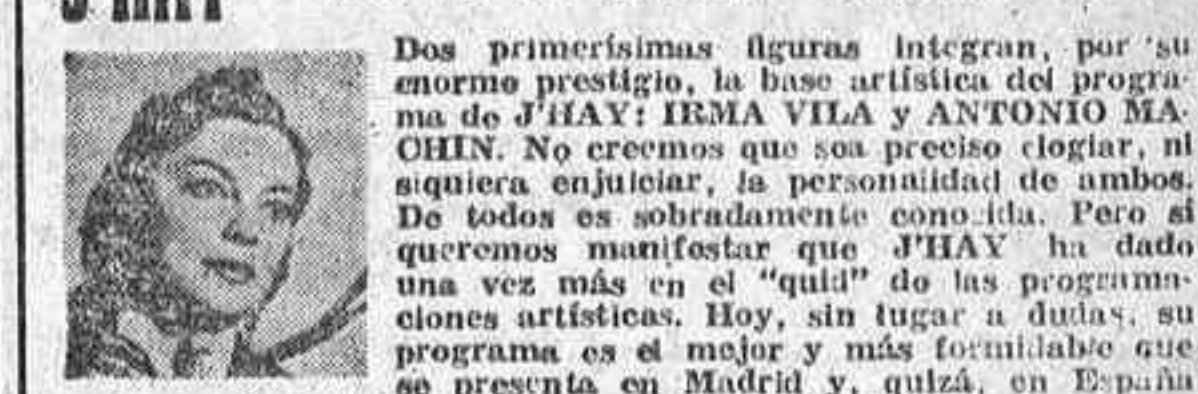 J'HAY
Dos primerísimas figuras integran, por su
enorme prestigio, la base artística del progra-
ma de J'HAY: IRMA VILA y ANTONIO MA-
CHIN. No creemos que sea preciso elogiar, ni
siquiera enjuiciar, la personalidad de ambos.
De todos es sobradamente conocida. Pero si
queremos manifestar que J'HAY ha dado
una vez más en el "quid" de las programa-
ciones artísticas. Hoy, sin lugar a dudas, su
programa es el mejor y más formidable que
se presenta en Madrid y, quizá, en España